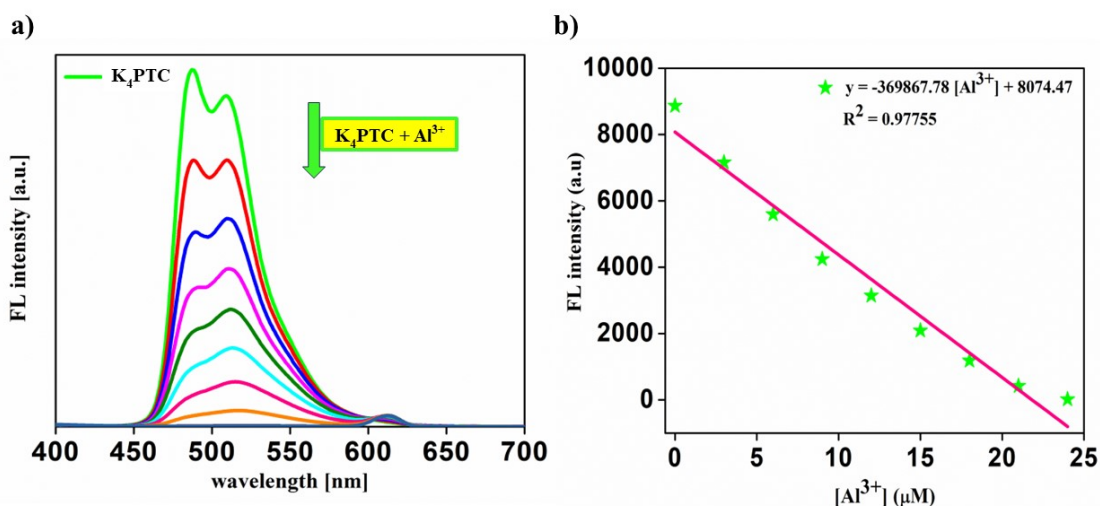 a)
K₄PTC
K₄PTC + Al³⁺
FL intensity [a.u.]
400 450 500 550 600 650 700
wavelength [nm]
b)
10000
8000
6000
4000
2000
0
y = -369867.78 [Al³⁺] + 8074.47
R² = 0.97755
FL intensity (a.u)
0 5 10 15 20 25
[Al³⁺] (μM)